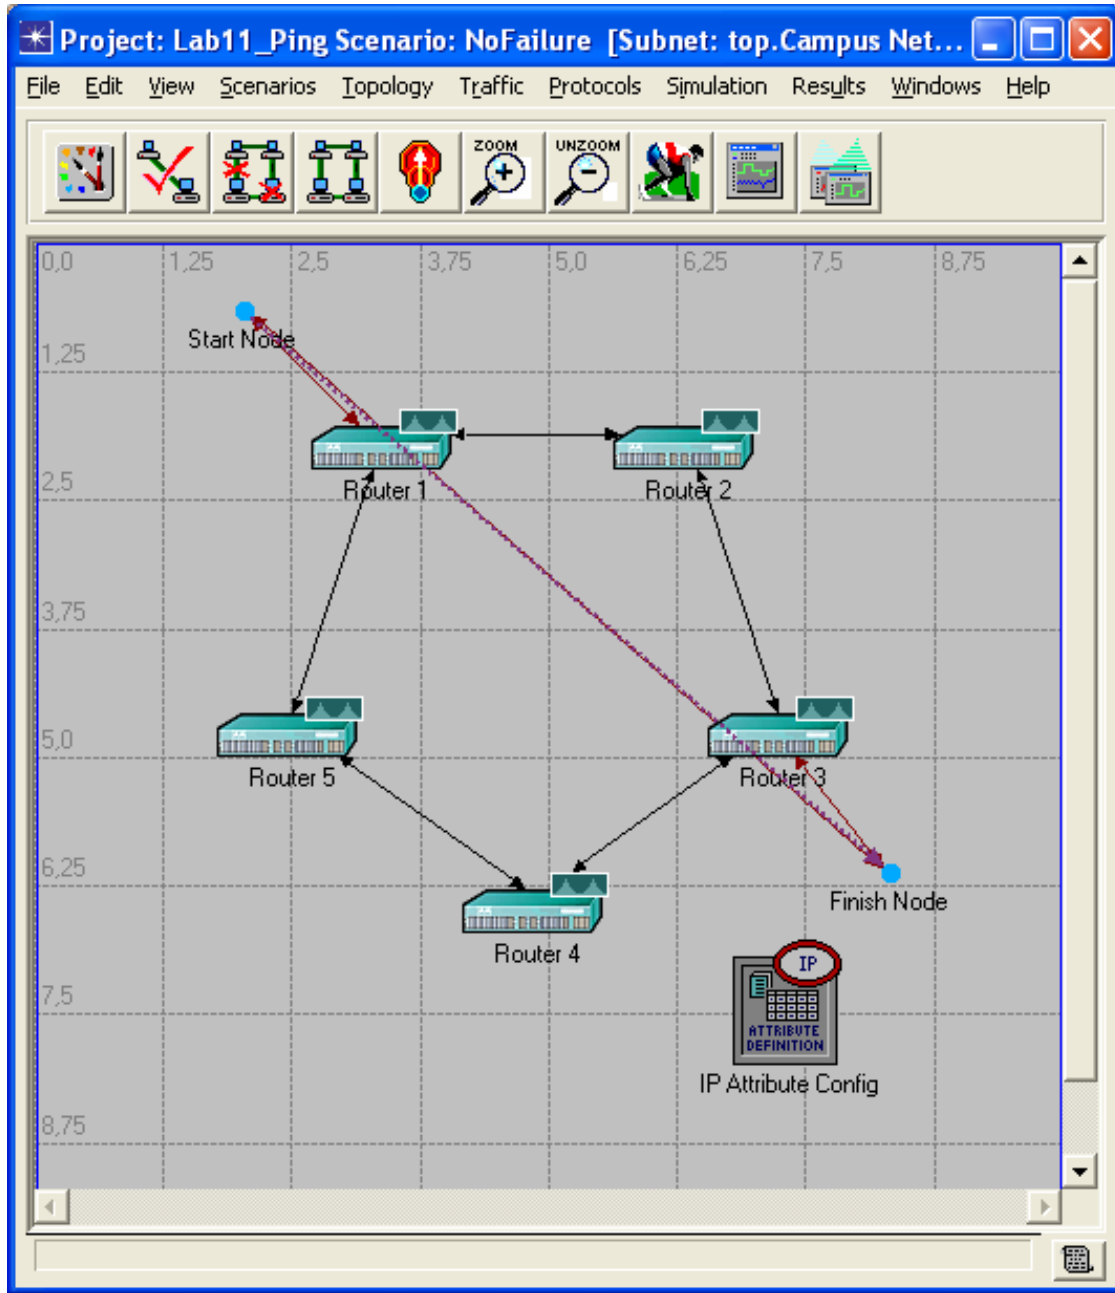 Project: Lab11_Ping Scenario: NoFailure [Subnet: top.Campus Net...
File Edit View Scenarios Topology Traffic Protocols Simulation Results Windows Help
ZOOM UNZOOM
0,0 1,25 2,5 3,75 5,0 6,25 7,5 8,75
Start Node
1,25
Router 1 Router 2
2,5
3,75
5,0
Router 5 Router 3
6,25
Finish Node
Router 4
IP
7,5
ATTRIBUTE
DEFINITION
IP Attribute Config
8,75